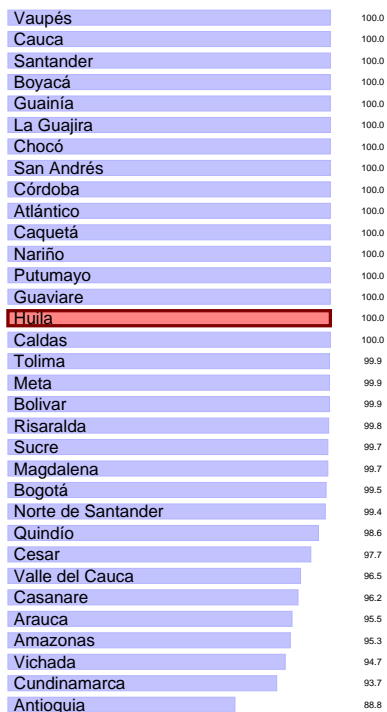 Vaupés 100.0
Cauca 100.0
Santander 100.0
Boyacá 100.0
Guainía 100.0
La Guajira 100.0
Chocó 100.0
San Andrés 100.0
Córdoba 100.0
Atlántico 100.0
Caquetá 100.0
Nariño 100.0
Putumayo 100.0
Guaviare 100.0
Huila 100.0
Caldas 100.0
Tolima 99.9
Meta 99.9
Bolivar 99.9
Risaralda 99.8
Sucre 99.7
Magdalena 99.7
Bogotá 99.5
Norte de Santander 99.4
Quindío 98.6
Cesar 97.7
Valle del Cauca 96.5
Casanare 96.2
Arauca 95.5
Amazonas 95.3
Vichada 94.7
Cundinamarca 93.7
Antioquia 88.8